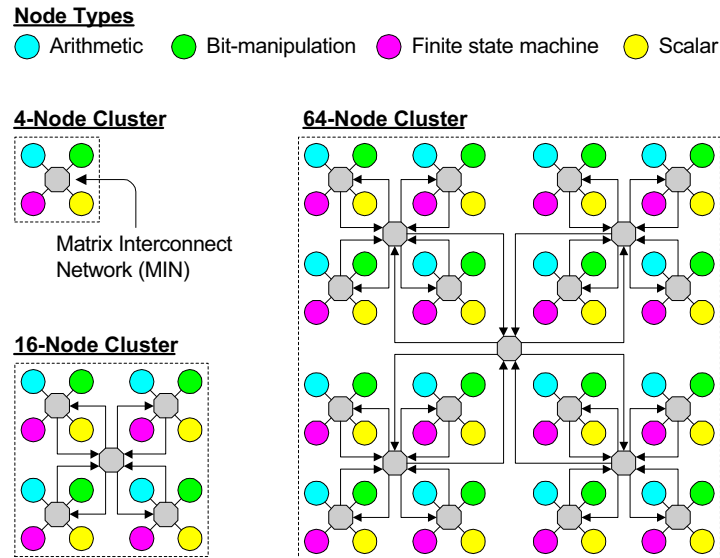 Node Types
Arithmetic Bit-manipulation Finite state machine Scalar
4-Node Cluster
Matrix Interconnect
Network (MIN)
16-Node Cluster
64-Node Cluster